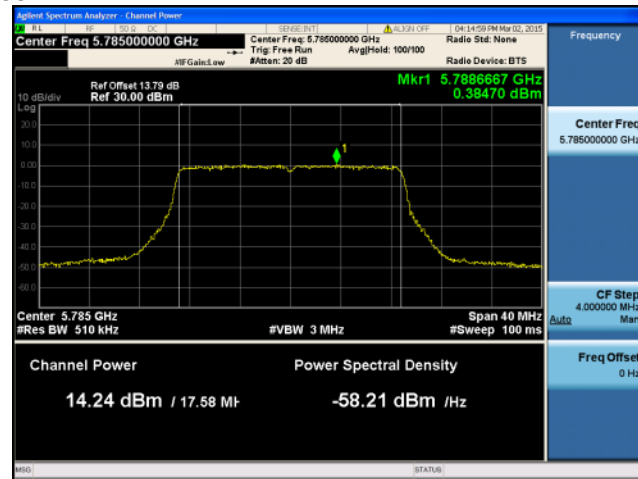 Agilent Spectrum Analyzer - Channel Power
RL RF 50 Ω DC SENSE:INT ALIGN OFF 04:14:59 PM Mar 02, 2015
Center Freq 5.785000000 GHz
Center Freq: 5.785000000 GHz
Radio Std: None
Trig: Free Run Avg|Hold: 100/100
#IFGain:Low #Atten: 20 dB Radio Device: BTS
Frequency
Mkr1 5.7886667 GHz
0.38470 dBm
Ref Offset 13.79 dB
10 dB/div Ref 30.00 dBm
Log
20.0
10.0
0.00
-10.0
-20.0
-30.0
-40.0
-50.0
-60.0
1
Center Freq
5.785000000 GHz
Center 5.785 GHz Span 40 MHz
#Res BW 510 kHz #VBW 3 MHz #Sweep 100 ms
CF Step
4.000000 MHz
Auto Man
Channel Power Power Spectral Density
14.24 dBm / 17.58 MH -58.21 dBm /Hz
Freq Offset
0 Hz
MSG STATUS